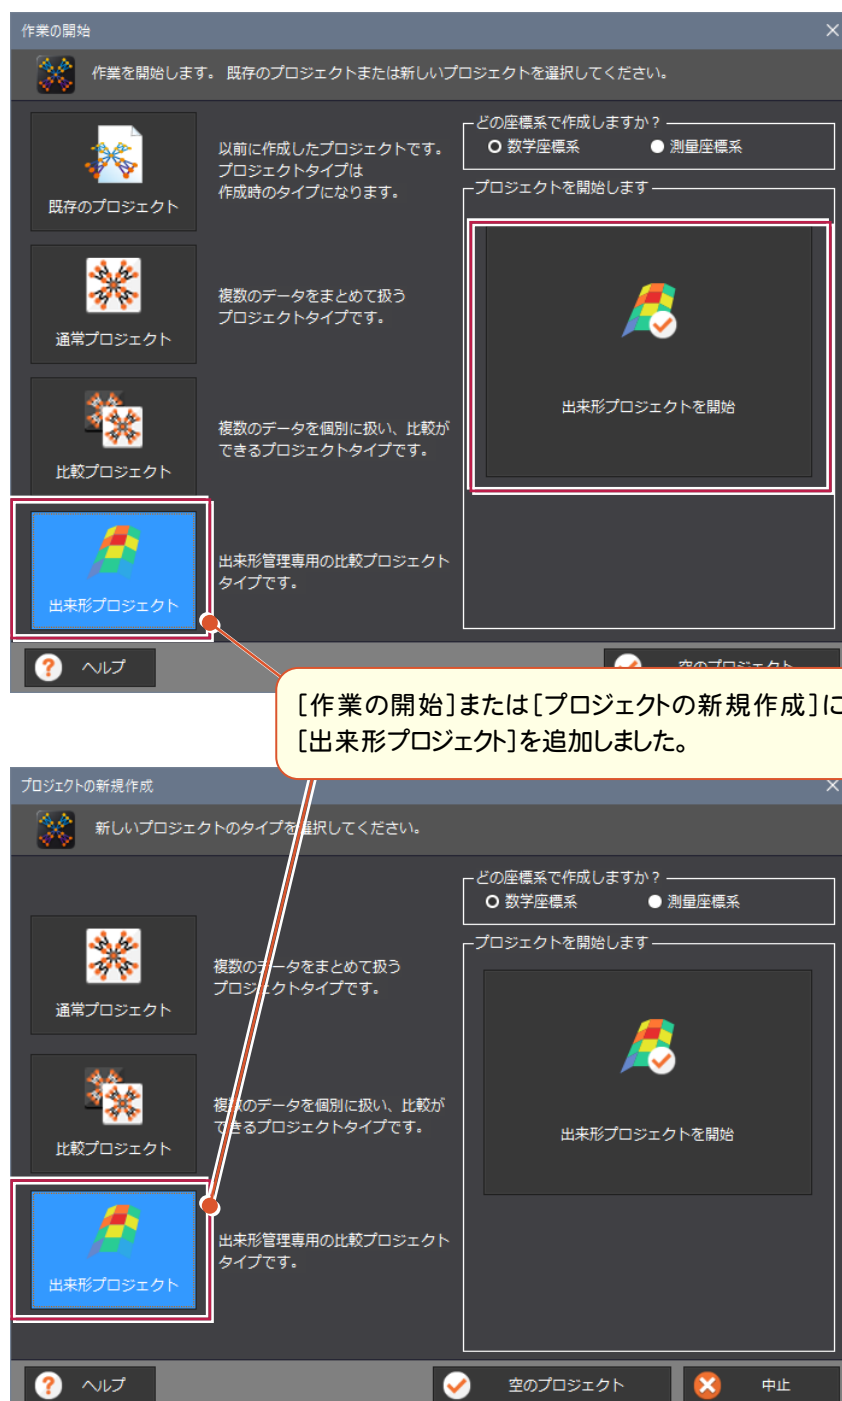 作業の開始
作業を開始します。 既存のプロジェクトまたは新しいプロジェクトを選択してください。
既存のプロジェクト
以前に作成したプロジェクトです。
プロジェクトタイプは
作成時のタイプになります。
通常プロジェクト
複数のデータをまとめて扱う
プロジェクトタイプです。
比較プロジェクト
複数のデータを個別に扱い、比較が
できるプロジェクトタイプです。
出来形プロジェクト
出来形管理専用の比較プロジェクト
タイプです。
どの座標系で作成しますか？
数学座標系
測量座標系
プロジェクトを開始します
出来形プロジェクトを開始
ヘルプ
空のプロジェクト
[作業の開始]または[プロジェクトの新規作成]に
[出来形プロジェクト]を追加しました。
プロジェクトの新規作成
新しいプロジェクトのタイプを選択してください。
通常プロジェクト
複数のデータをまとめて扱う
プロジェクトタイプです。
比較プロジェクト
複数のデータを個別に扱い、比較が
できるプロジェクトタイプです。
出来形プロジェクト
出来形管理専用の比較プロジェクト
タイプです。
どの座標系で作成しますか？
数学座標系
測量座標系
プロジェクトを開始します
出来形プロジェクトを開始
ヘルプ
空のプロジェクト
中止